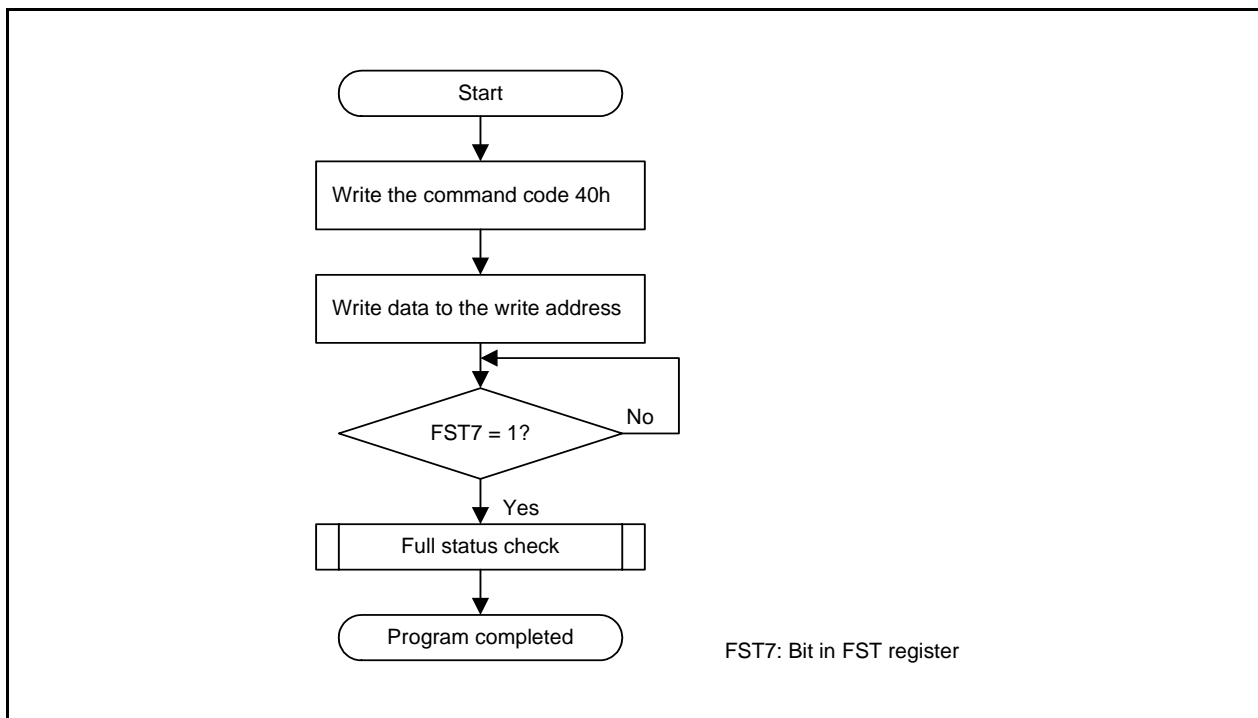 Start
Write the command code 40h
Write data to the write address
FST7 = 1?
No
Yes
Full status check
Program completed
FST7: Bit in FST register